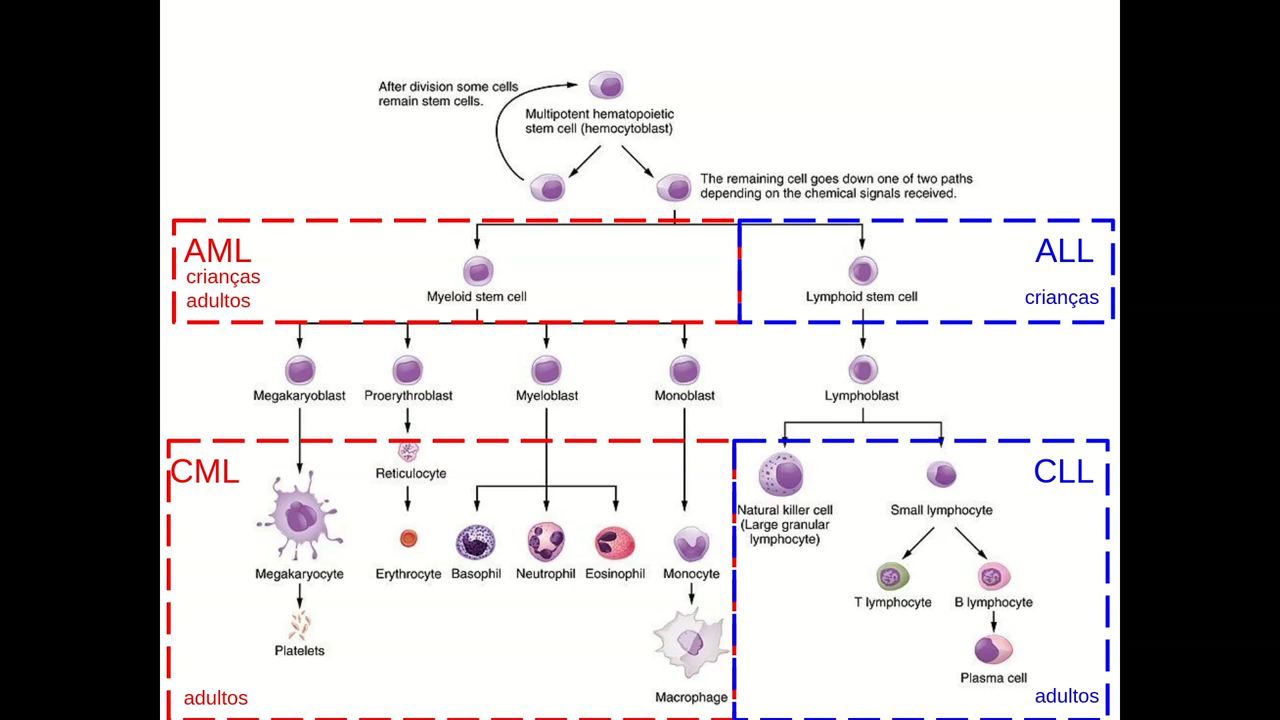 After division some cells
remain stem cells.
Multipotent hematopoietic
stem cell (hemocytoblast)
The remaining cell goes down one of two paths
depending on the chemical signals received.
AML
crianças
adultos
Myeloid stem cell
Lymphoid stem cell
ALL
crianças
Megakaryoblast
Proerythroblast
Myeloblast
Monoblast
Lymphoblast
CML
Reticulocyte
CLL
Natural killer cell
(Large granular
lymphocyte)
Small lymphocyte
Megakaryocyte
Erythrocyte
Basophil
Neutrophil
Eosinophil
Monocyte
T lymphocyte
B lymphocyte
Platelets
Plasma cell
adultos
Macrophage
adultos